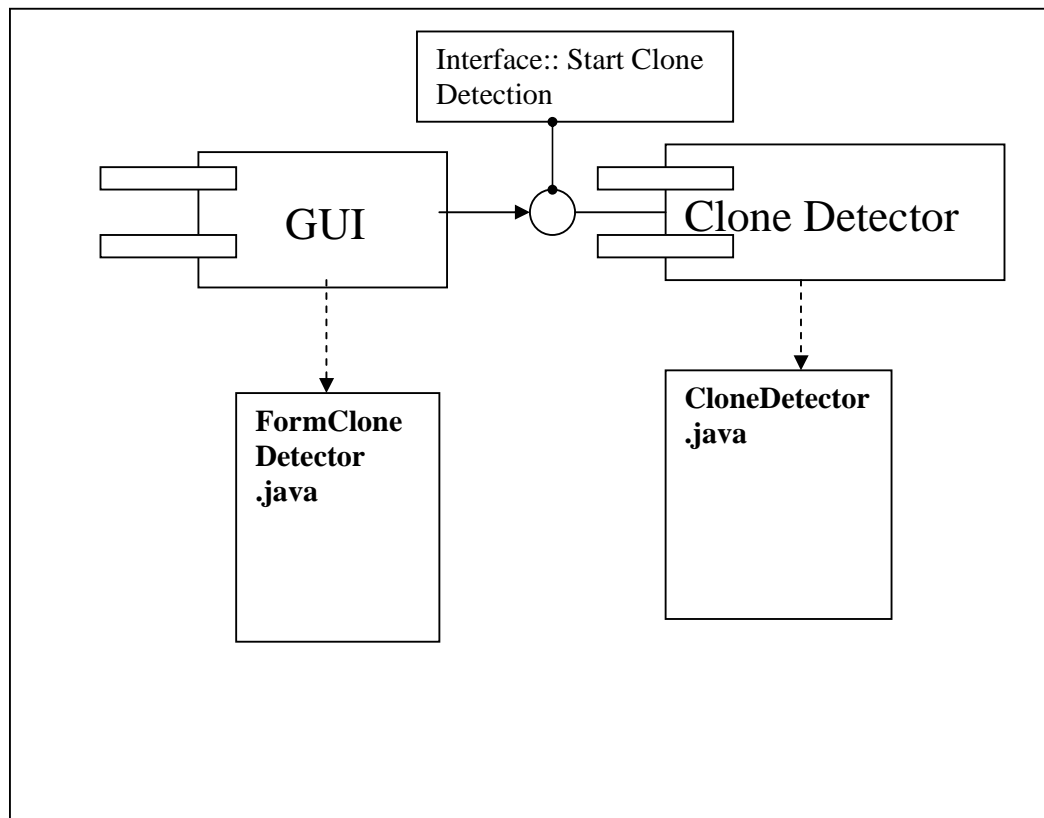 Interface:: Start Clone
Detection
GUI
Clone Detector
FormClone
Detector
.java
CloneDetector
.java